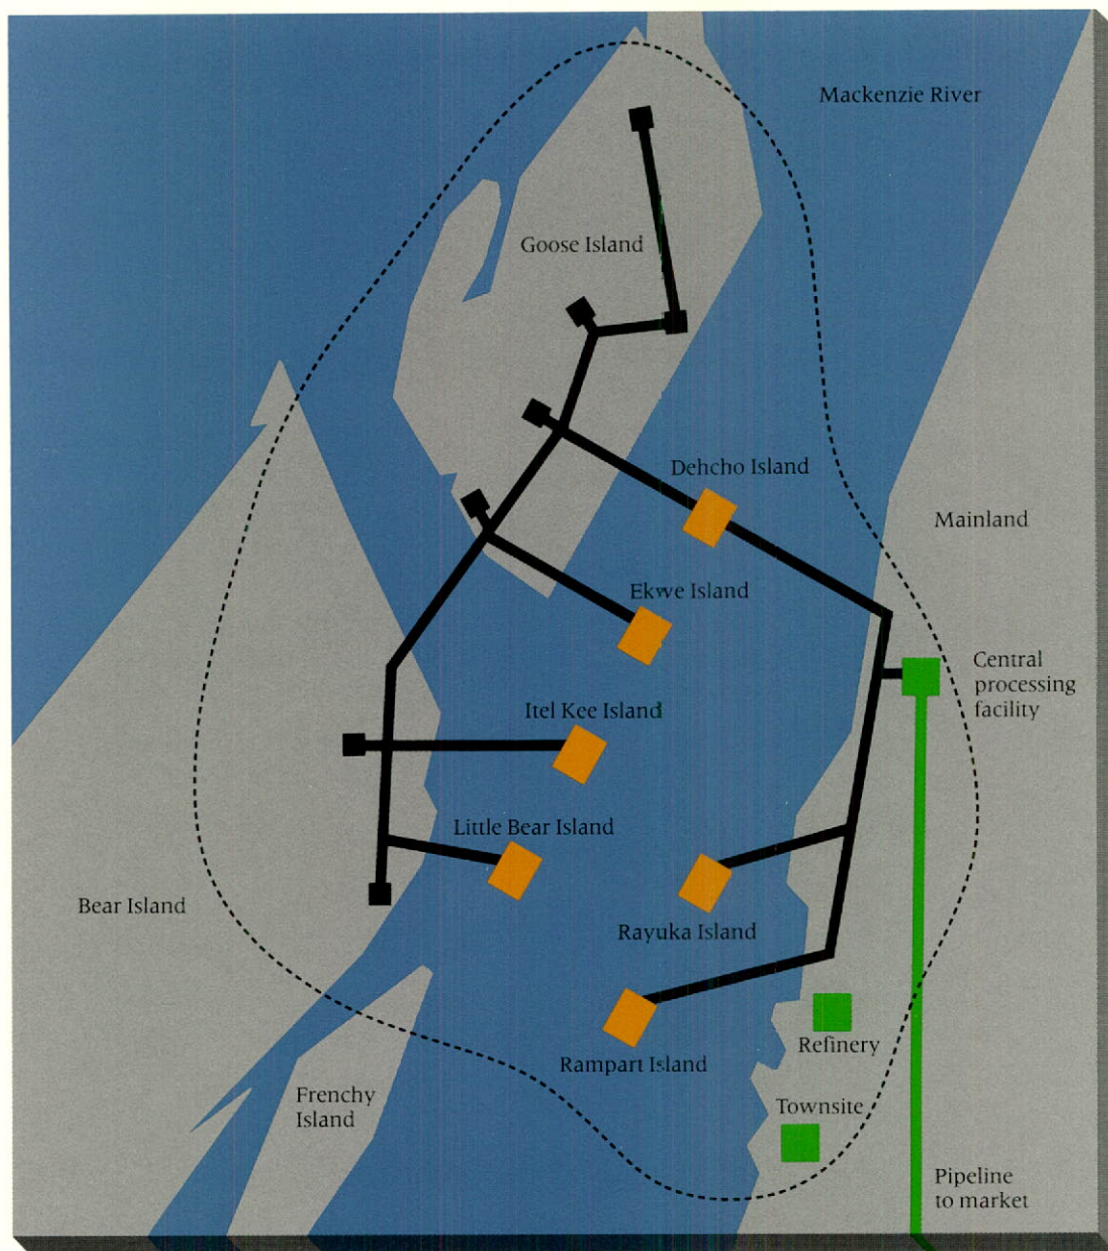 Mackenzie River
Goose Island
Dehcho Island
Mainland
Ekwe Island
Central
processing
facility
Itel Kee Island
Little Bear Island
Bear Island
Rayuka Island
Refinery
Rampart Island
Frenchy
Island
Townsite
Pipeline
to market